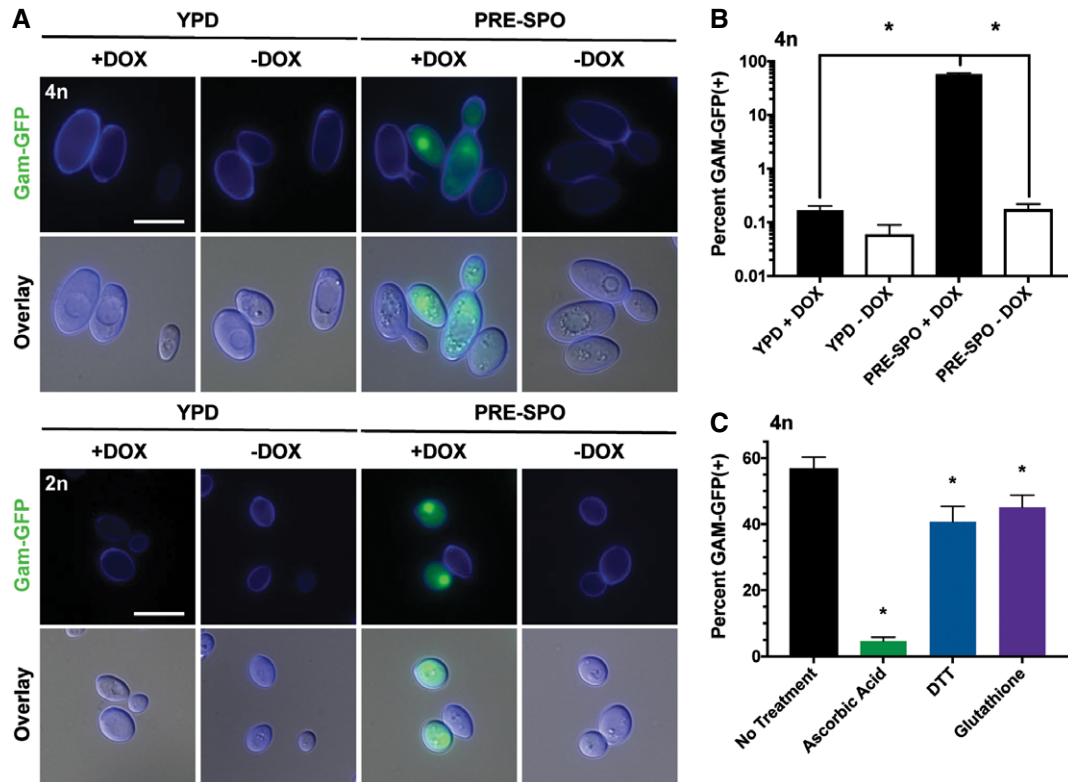 A
YPD PRE-SPO
+DOX -DOX +DOX -DOX
4n
Gam-GFP
Overlay
YPD PRE-SPO
+DOX -DOX +DOX -DOX
2n
Gam-GFP
Overlay
B
4n
* *
Percent GAM-GFP(+)
100
10
1
0.1
0.01
YPD + DOX
YPD - DOX
PRE-SPO + DOX
PRE-SPO - DOX
C
4n
Percent GAM-GFP(+)
60
40
20
0
* * *
No Treatment
Ascorbic Acid
DTT
Glutathione